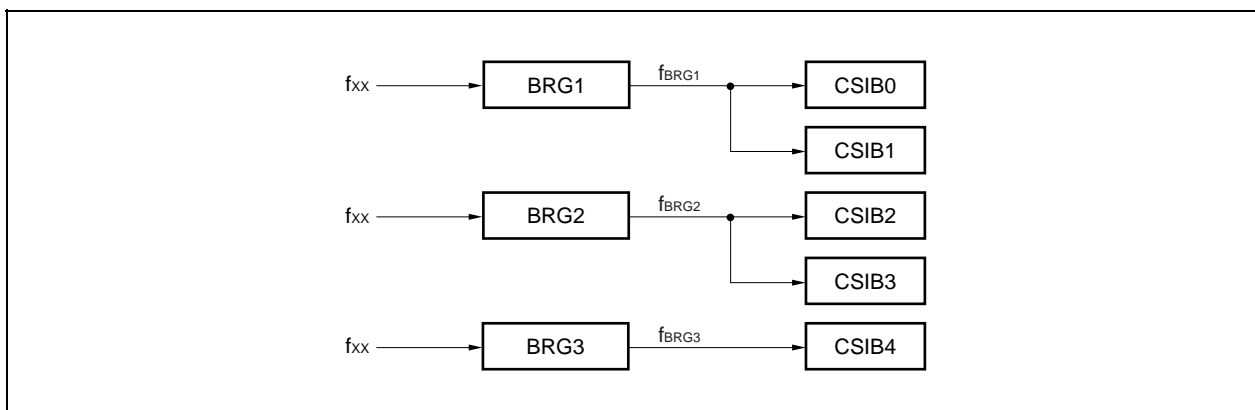 fXX BRG1 fBRG1 CSIB0
CSIB1
fXX BRG2 fBRG2 CSIB2
CSIB3
fXX BRG3 fBRG3 CSIB4